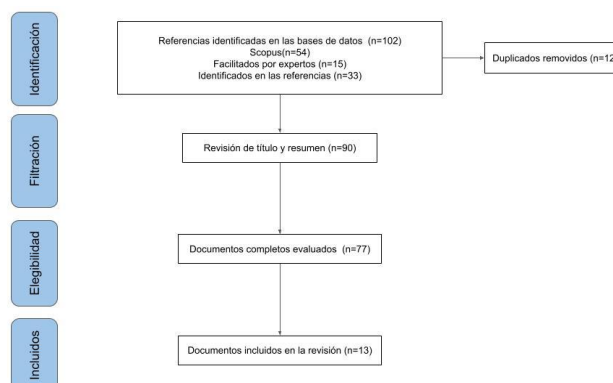 Identificación
Referencias identificadas en las bases de datos (n=102)
Scopus(n=54)
Facilitados por expertos (n=15)
Identificados en las referencias (n=33)
Duplicados removidos (n=12
Filtración
Revisión de título y resumen (n=90)
Elegibilidad
Documentos completos evaluados (n=77)
Incluidos
Documentos incluidos en la revisión (n=13)